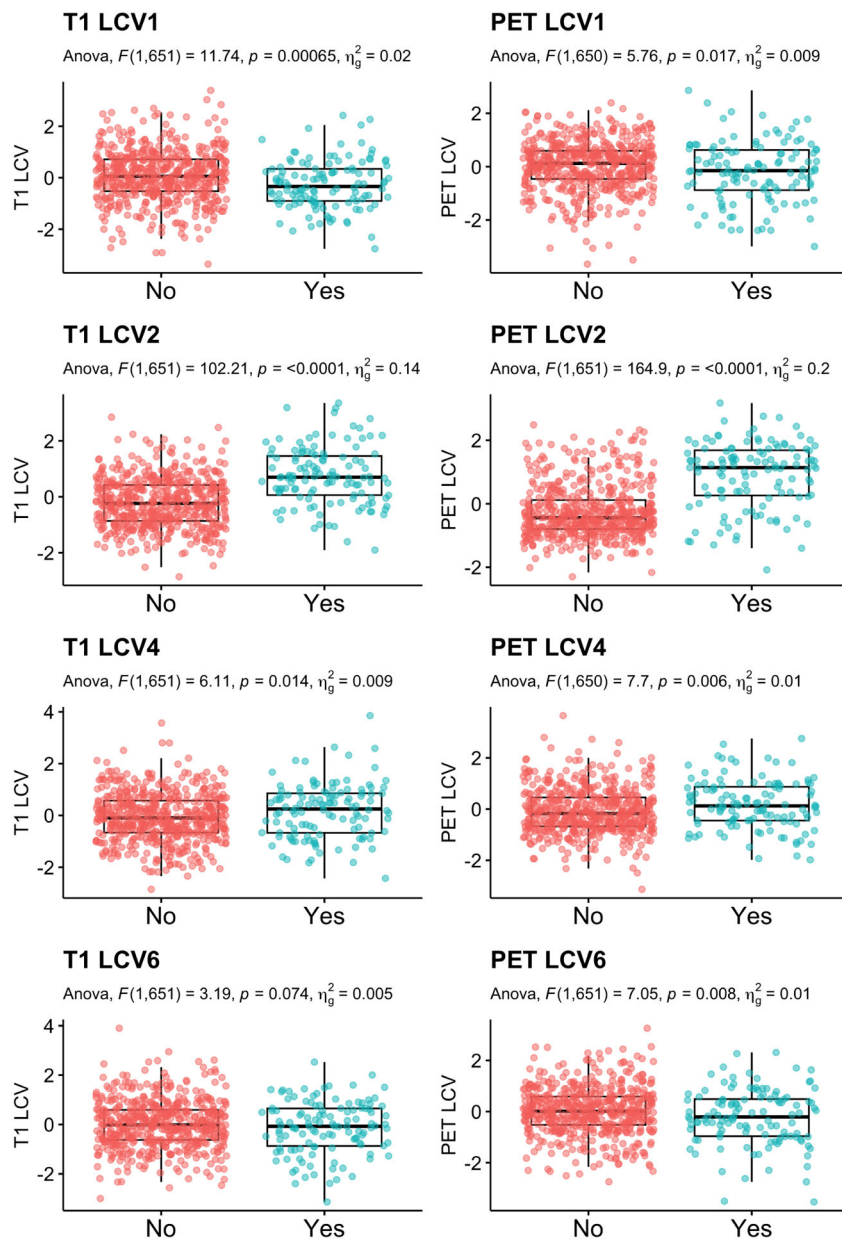 T1 LCV1
Anova, F(1,651) = 11.74, p = 0.00065, η²g = 0.02
T1 LCV
2
0
-2
No Yes
PET LCV1
Anova, F(1,650) = 5.76, p = 0.017, η²g = 0.009
PET LCV
2
0
-2
No Yes
T1 LCV2
Anova, F(1,651) = 102.21, p = <0.0001, η²g = 0.14
T1 LCV
2
0
-2
No Yes
PET LCV2
Anova, F(1,651) = 164.9, p = <0.0001, η²g = 0.2
PET LCV
2
0
-2
No Yes
T1 LCV4
Anova, F(1,651) = 6.11, p = 0.014, η²g = 0.009
T1 LCV
4
2
0
-2
No Yes
PET LCV4
Anova, F(1,650) = 7.7, p = 0.006, η²g = 0.01
PET LCV
2
0
-2
No Yes
T1 LCV6
Anova, F(1,651) = 3.19, p = 0.074, η²g = 0.005
T1 LCV
4
2
0
-2
No Yes
PET LCV6
Anova, F(1,651) = 7.05, p = 0.008, η²g = 0.01
PET LCV
2
0
-2
No Yes